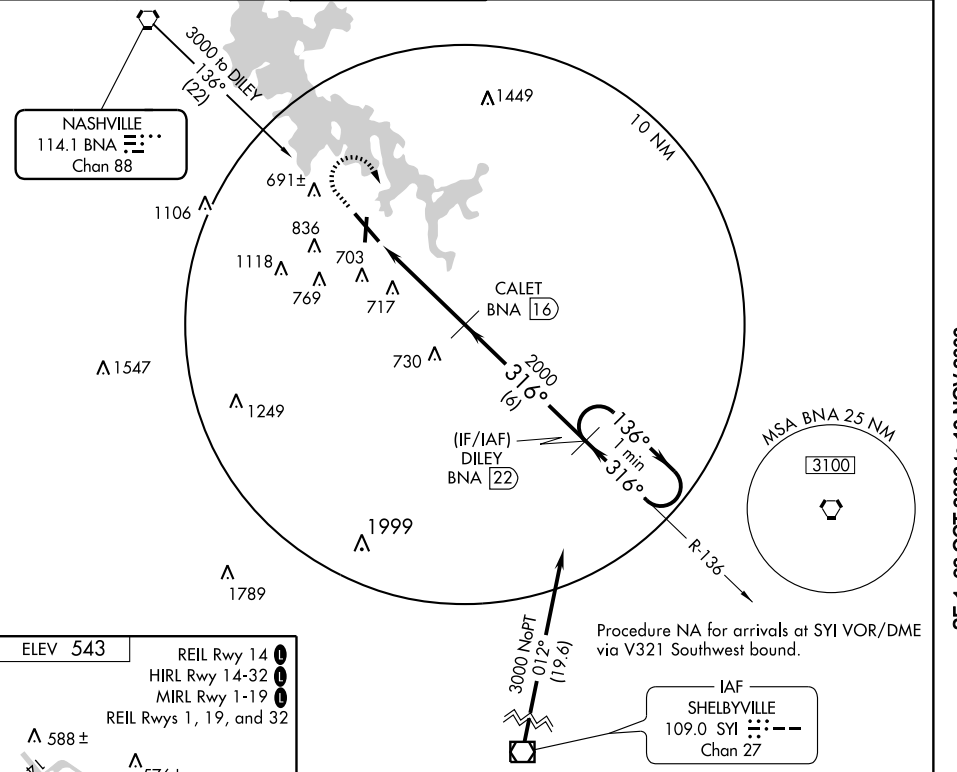 3000 to DILEY
136°
(22)
NASHVILLE
114.1 BNA
Chan 88
1449
10 NM
691±
1106
836
1118
703
769
717
CALET
BNA 16
730
1547
2000
316°
(6)
1249
136°
1 min
316°
(IF/IAF)
DILEY
BNA 22
MSA BNA 25 NM
3100
1999
R-136
1789
3000 NoPT
012°
(19.6)
Procedure NA for arrivals at SYI VOR/DME
via V321 Southwest bound.
IAF
SHELBYVILLE
109.0 SYI
Chan 27
ELEV 543
REIL Rwy 14 L
HIRL Rwy 14-32 L
MIRL Rwy 1-19 L
REIL Rwys 1, 19, and 32
588 ±